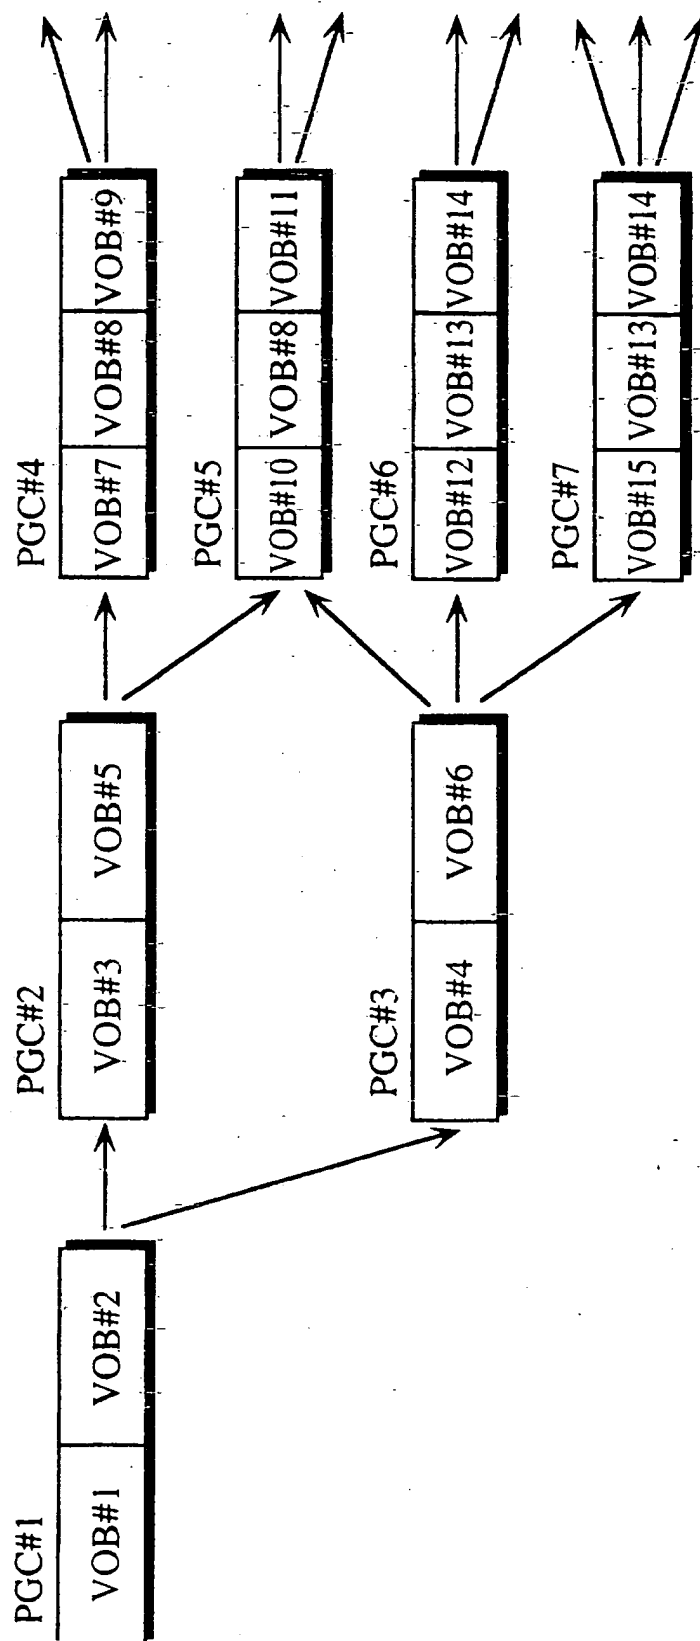 PGC#1
VOB#1 VOB#2
PGC#2
VOB#3 VOB#5
PGC#3
VOB#4 VOB#6
PGC#4
VOB#7 VOB#8 VOB#9
PGC#5
VOB#10 VOB#8 VOB#11
PGC#6
VOB#12 VOB#13 VOB#14
PGC#7
VOB#15 VOB#13 VOB#14